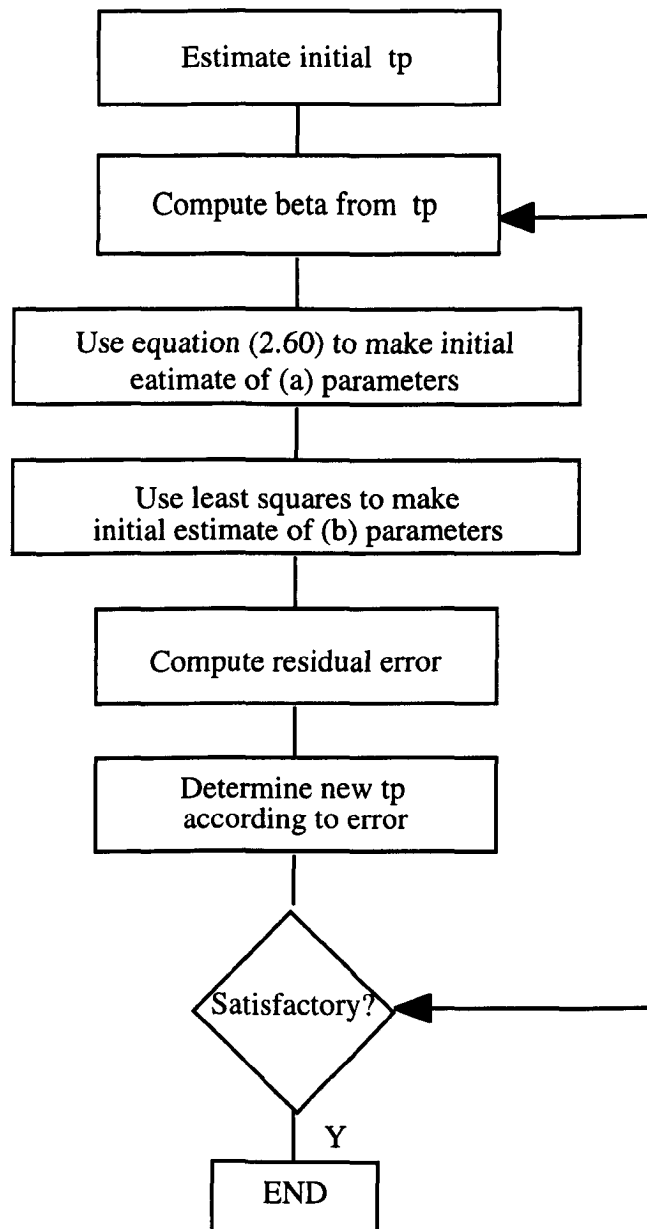 Estimate initial tp
Compute beta from tp
Use equation (2.60) to make initial
eatimate of (a) parameters
Use least squares to make
initial estimate of (b) parameters
Compute residual error
Determine new tp
according to error
Satisfactory?
Y
END